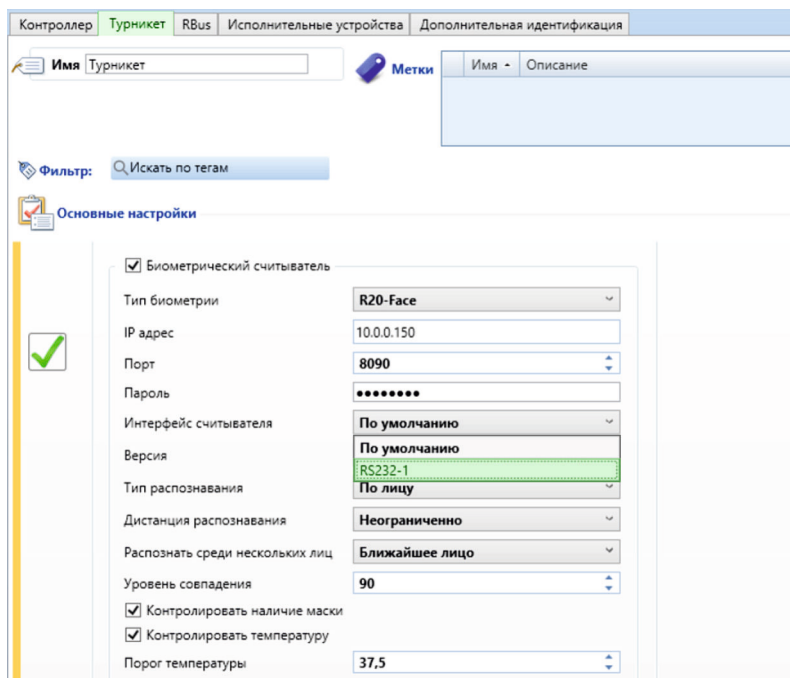 Контроллер Турникет RBus Исполнительные устройства Дополнительная идентификация
Имя Турникет Метки Имя Описание
Фильтр: Искать по тегам
Основные настройки
Биометрический считыватель
Тип биометрии R20-Face
IP адрес 10.0.0.150
Порт 8090
Пароль ●●●●●●●●
Интерфейс считывателя По умолчанию
По умолчанию
Версия
RS232-1
Тип распознавания По лицу
Дистанция распознавания Неограниченно
Распознать среди нескольких лиц Ближайшее лицо
Уровень совпадения 90
Контролировать наличие маски
Контролировать температуру
Порог температуры 37,5